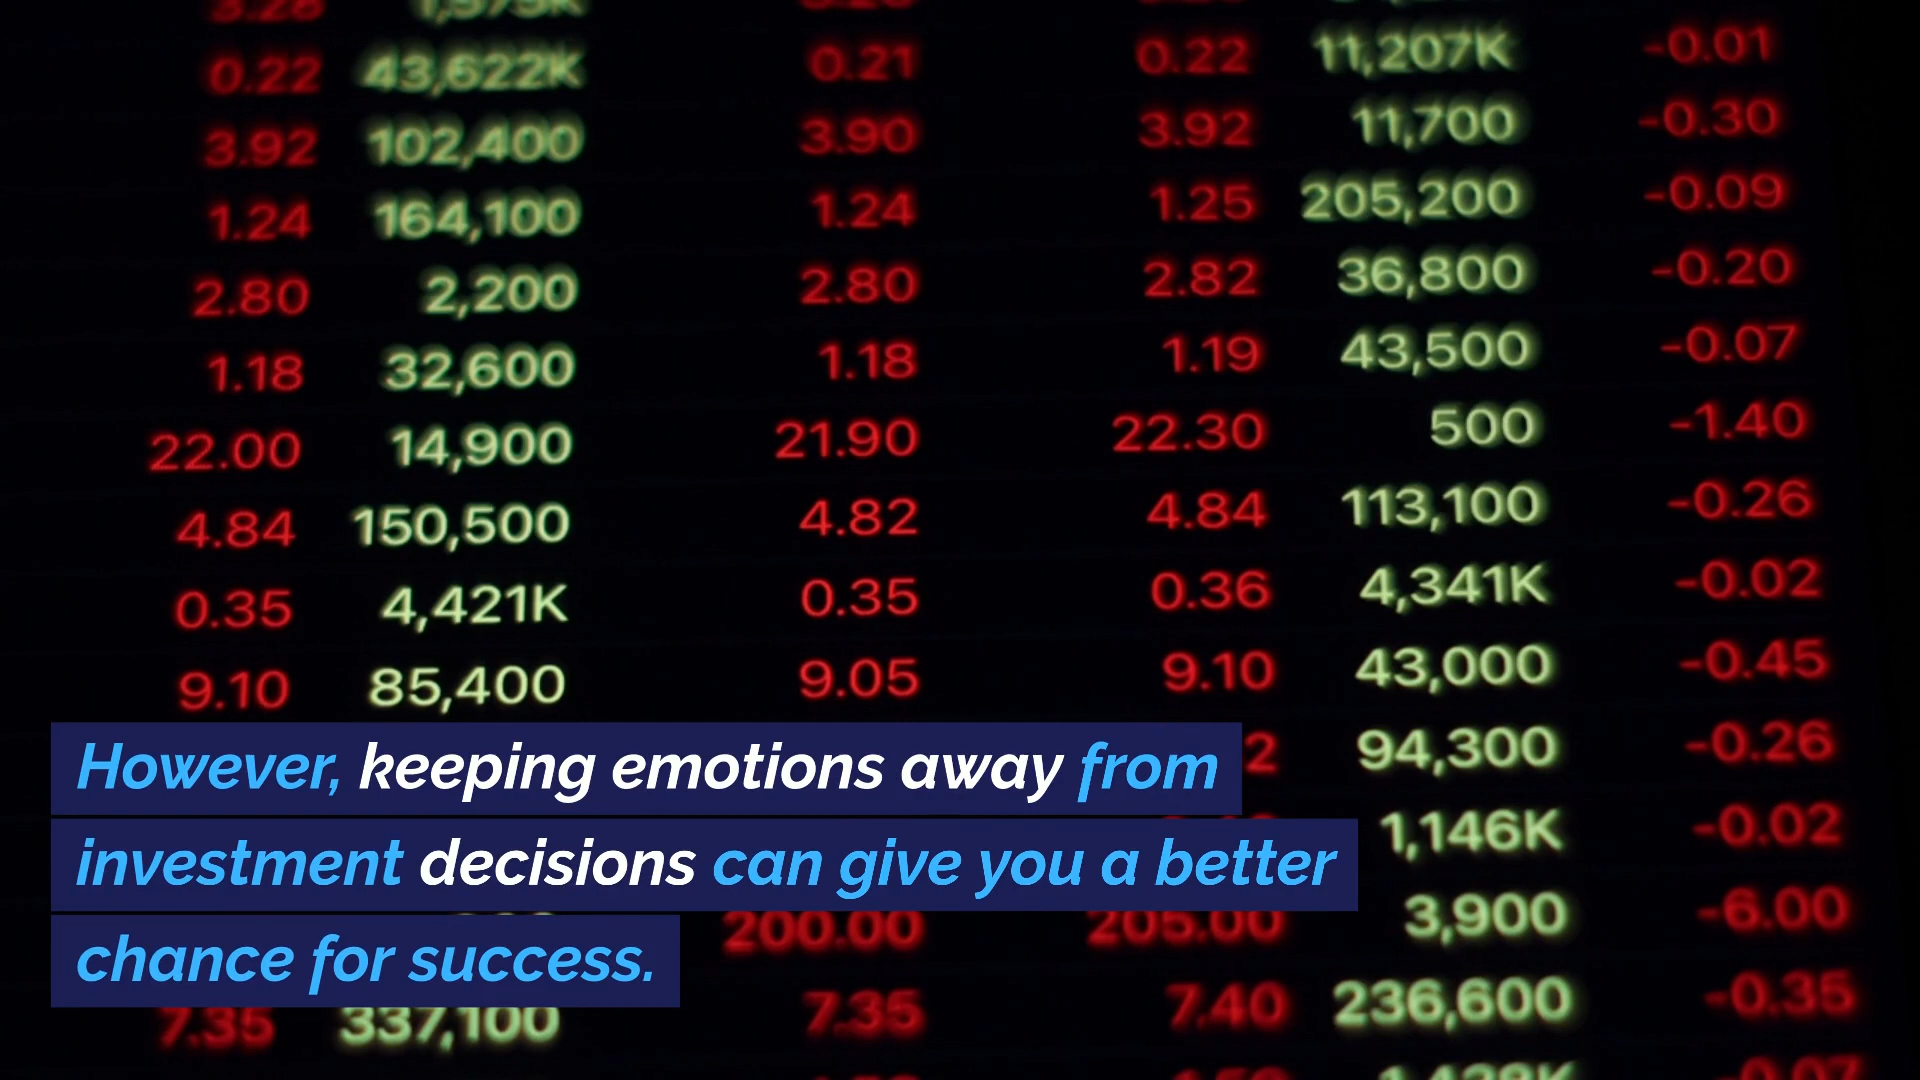 3.28 1,575K
0.22 43,622K 0.21 0.22 11,207K -0.01
3.92 102,400 3.90 3.92 11,700 -0.30
1.24 164,100 1.24 1.25 205,200 -0.09
2.80 2,200 2.80 2.82 36,800 -0.20
1.18 32,600 1.18 1.19 43,500 -0.07
22.00 14,900 21.90 22.30 500 -1.40
4.84 150,500 4.82 4.84 113,100 -0.26
0.35 4,421K 0.35 0.36 4,341K -0.02
9.10 85,400 9.05 9.10 43,000 -0.45
94,300 -0.26
1,146K -0.02
200.00 205.00 3,900 -6.00
7.35 337,100 7.35 7.40 236,600 -0.35
However, keeping emotions away from
investment decisions can give you a better
chance for success.